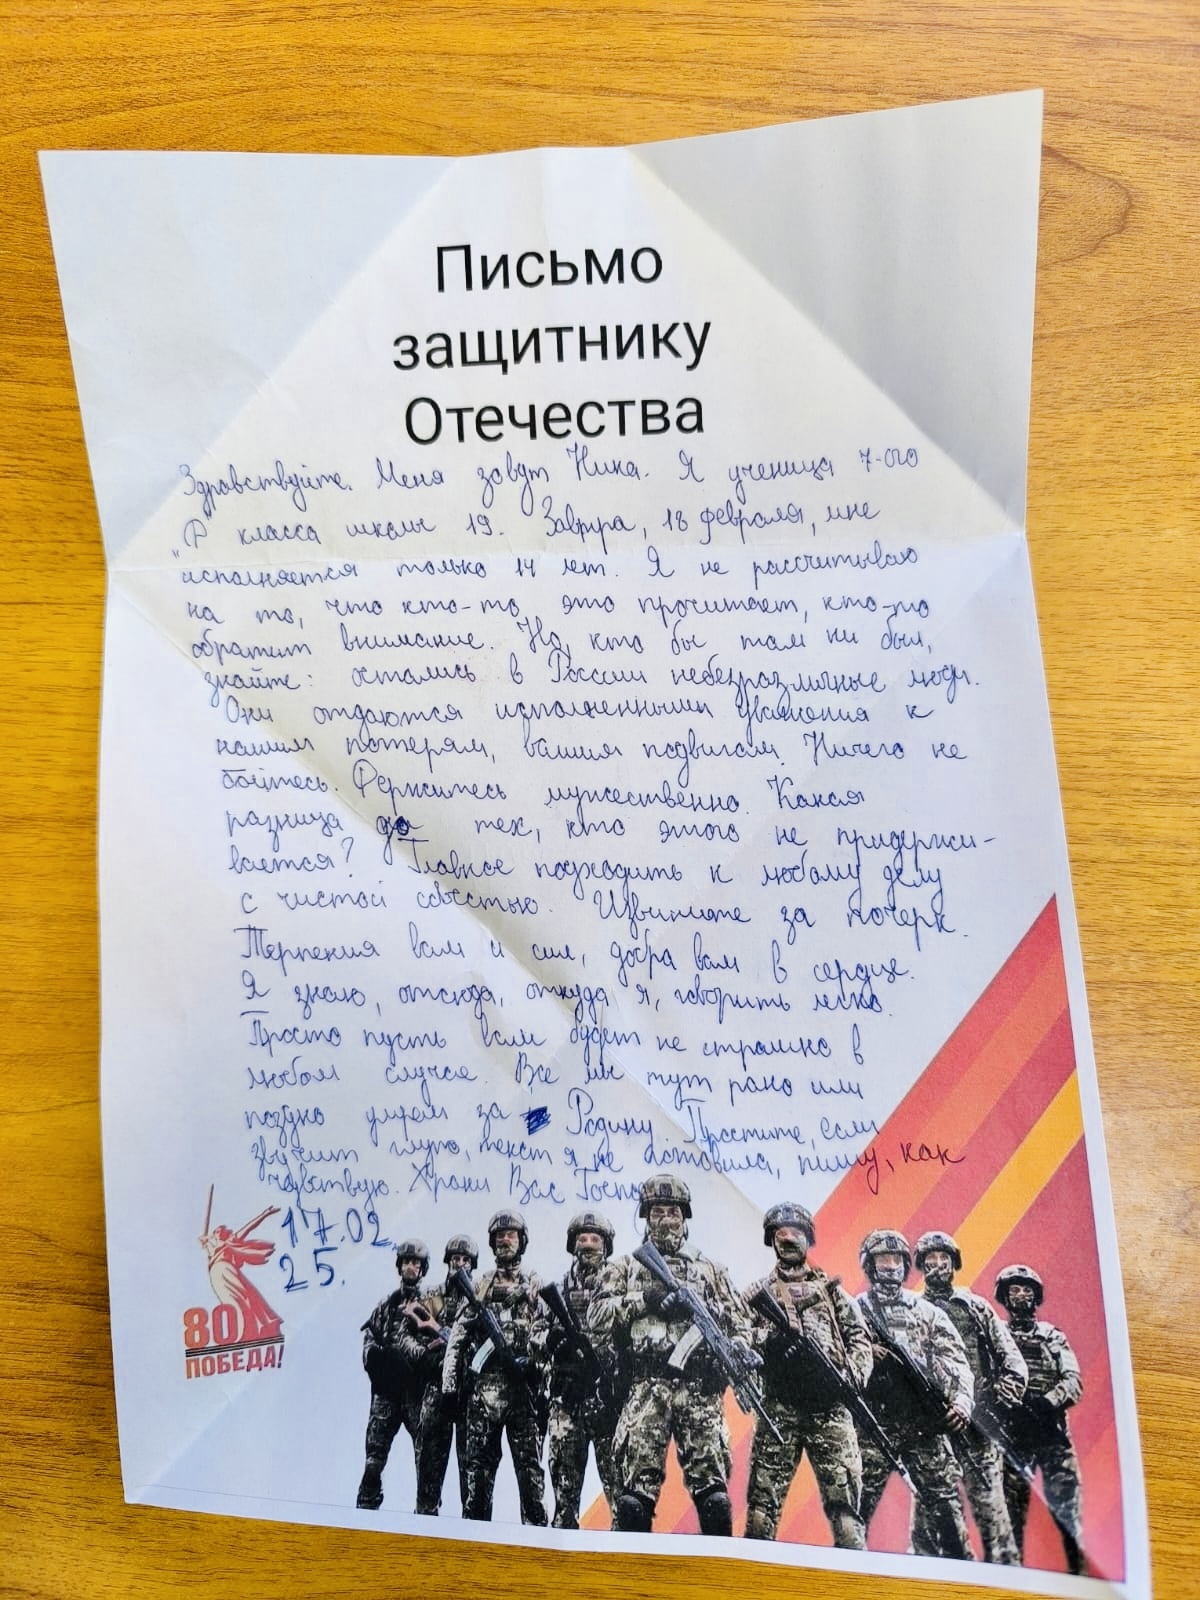 Письмо
защитнику
Отечества
Здравствуйте. Меня зовут Ника. Я ученица 7-ого
класса школы 19. Завтра, 18 февраля, мне
исполняется только 14 лет. Я не рассчитываю
на то, что кто-то это прочитает, кто-то
обратит внимание. Но, кто бы там ни был,
знайте: остались в России небезразличные люди.
Они отдаются исполненными уважения к
нашим потерям, вашим подвигам. Ничего не
бойтесь. Держитесь мужественно. Какая
разница до тех, кто этого не придержи-
вается? Главное подходить к любому делу
с чистой совестью. Извините за почерк.
Терпения вам и сил, добра вам в сердце.
Я знаю, отсюда, откуда я, говорить легко.
Просто пусть вам будет не страшно в
любом случае. Все мы тут рано или
поздно умрем за Родину. Простите, если
звучит глупо, текст я не готовила, пишу, как
чувствую. Храни Вас
17.02.
25.
80
ПОБЕДА!